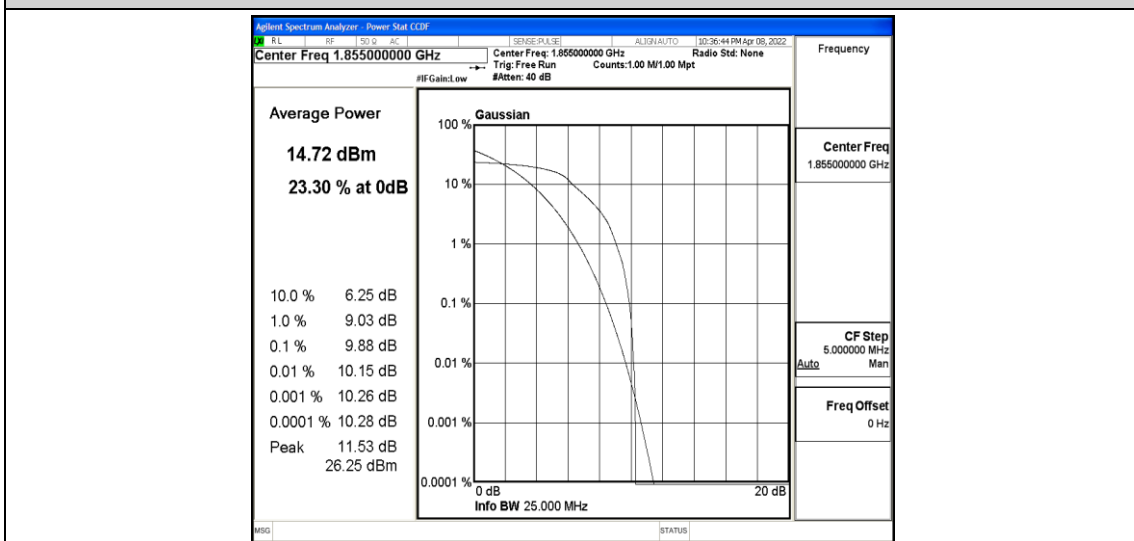 Agilent Spectrum Analyzer - Power Stat CCDF
RL RF 50 Ω AC SENSE:PULSE ALIGNAUTO 10:36:44 PM Apr 08, 2022
Center Freq 1.855000000 GHz
Center Freq: 1.855000000 GHz Radio Std: None
Trig: Free Run Counts:1.00 M/1.00 Mpt
#IFGain:Low #Atten: 40 dB
Frequency
Average Power
14.72 dBm
23.30 % at 0dB
10.0 % 6.25 dB
1.0 % 9.03 dB
0.1 % 9.88 dB
0.01 % 10.15 dB
0.001 % 10.26 dB
0.0001 % 10.28 dB
Peak 11.53 dB
26.25 dBm
Gaussian
100 %
10 %
1 %
0.1 %
0.01 %
0.001 %
0.0001 %
0 dB 20 dB
Info BW 25.000 MHz
Center Freq
1.855000000 GHz
CF Step
5.000000 MHz
Auto Man
Freq Offset
0 Hz
MSG STATUS